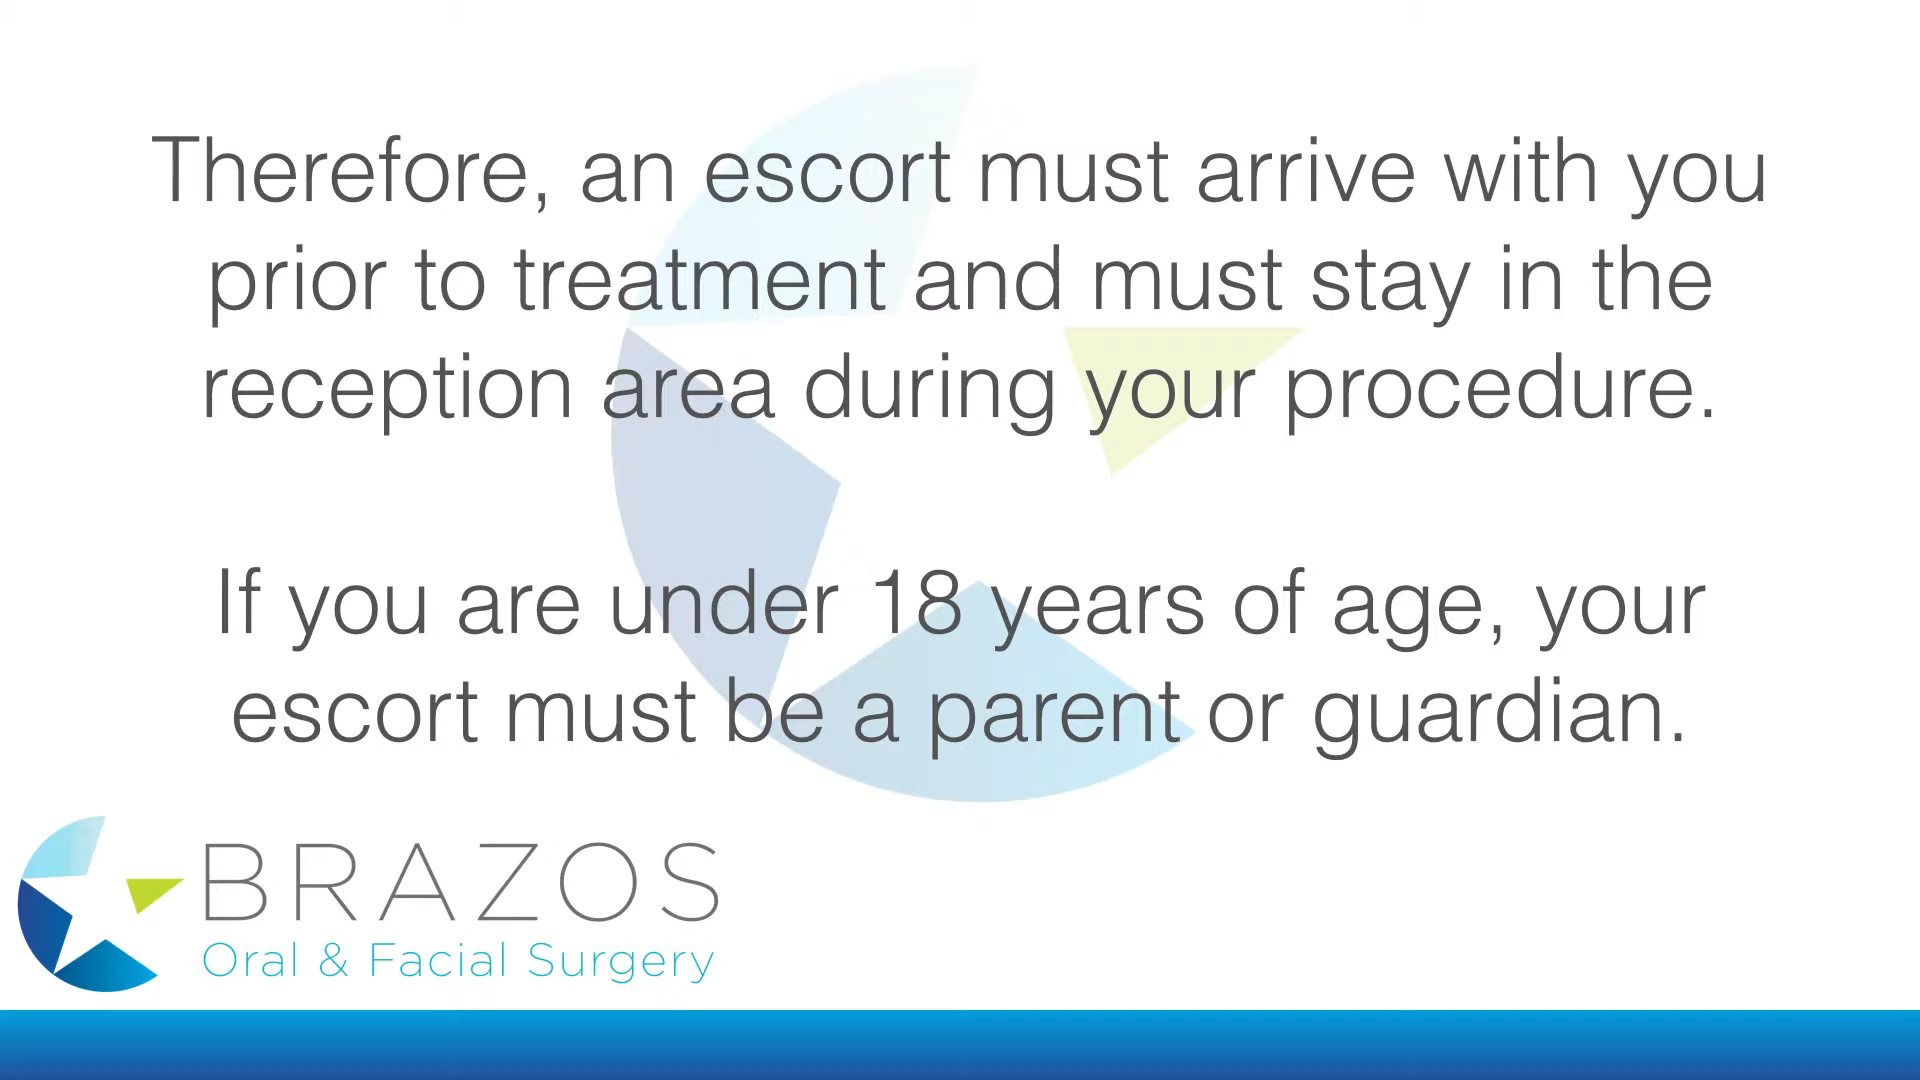 Therefore, an escort must arrive with you
prior to treatment and must stay in the
reception area during your procedure.
If you are under 18 years of age, your
escort must be a parent or guardian.
BRAZOS
Oral & Facial Surgery